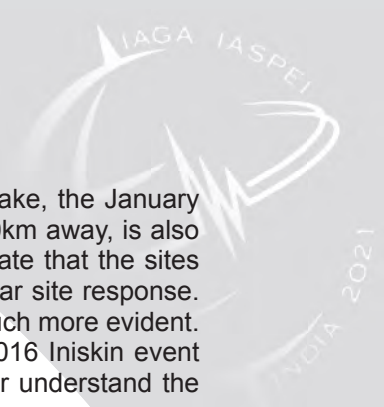 IAGA IASPEI
INDIA 2021
ake, the January
km away, is also
ate that the sites
ar site response.
uch more evident.
016 Iniskin event
r understand the